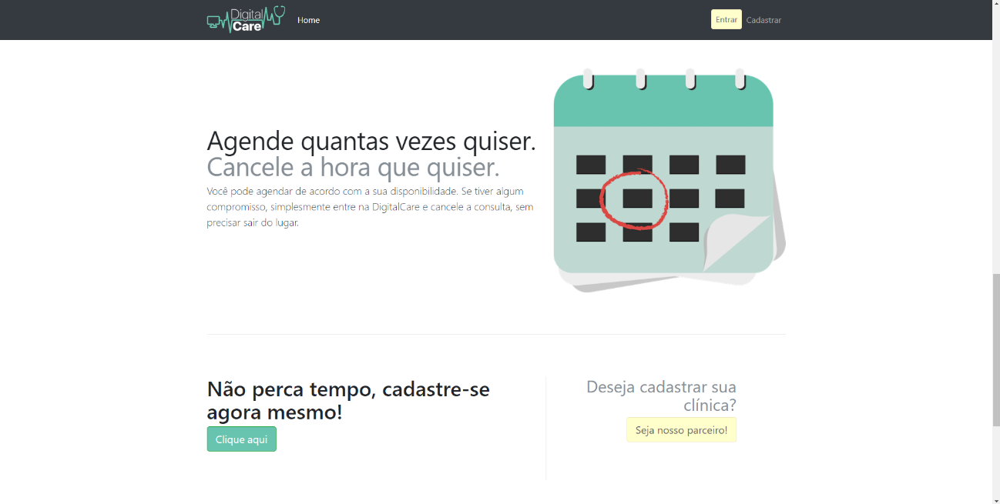 Digital
Care
Home
Entrar
Cadastrar
Agende quantas vezes quiser.
Cancele a hora que quiser.
Você pode agendar de acordo com a sua disponibilidade. Se tiver algum
compromisso, simplesmente entre na DigitalCare e cancele a consulta, sem
precisar sair do lugar.
Não perca tempo, cadastre-se
agora mesmo!
Clique aqui
Deseja cadastrar sua
clínica?
Seja nosso parceiro!